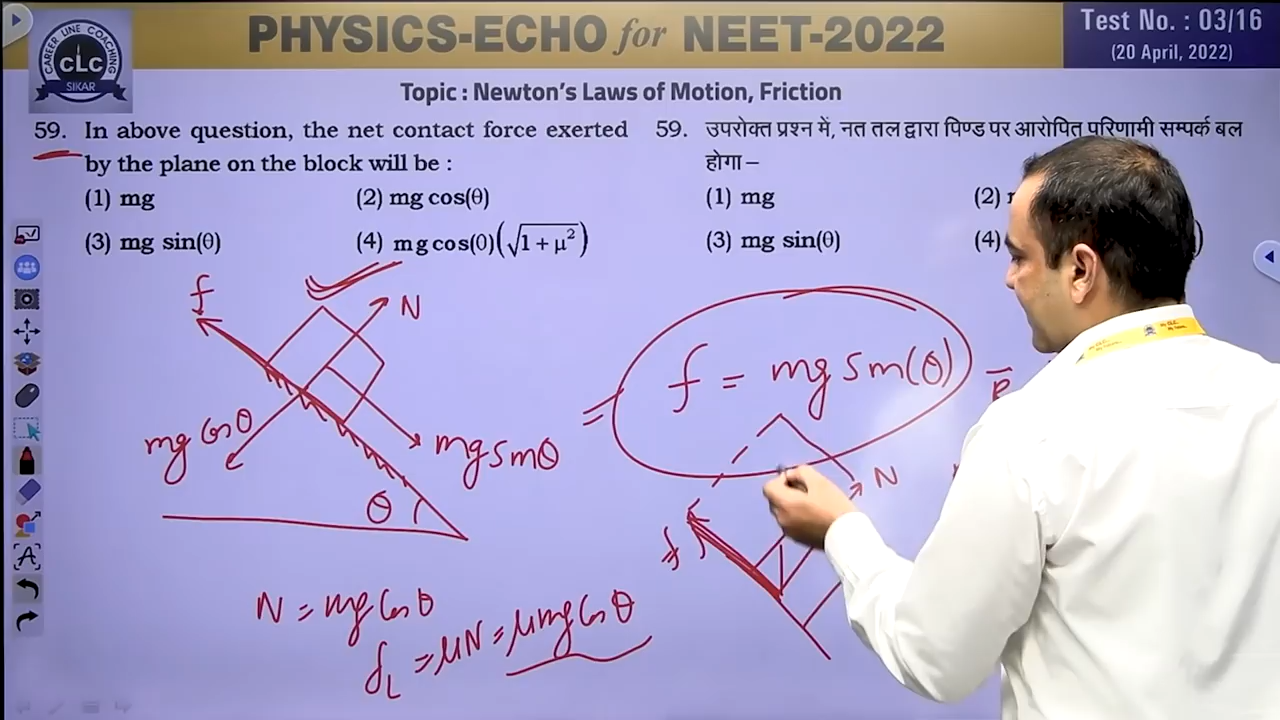 PHYSICS-ECHO for NEET-2022
Test No. : 03/16
(20 April, 2022)
CAREER LINE COACHING
CLC
SIKAR
Topic : Newton's Laws of Motion, Friction
59. In above question, the net contact force exerted
by the plane on the block will be :
(1) mg
(2) mg cos(θ)
(3) mg sin(θ)
(4) mg cos(θ)(√1 + μ²)
59. उपरोक्त प्रश्न में, नत तल द्वारा पिण्ड पर आरोपित परिणामी सम्पर्क बल
होगा –
(1) mg
(2)
(3) mg sin(θ)
(4)
f
N
mg Cosθ
mg Sinθ
θ
N = mg Cosθ
f_L = μN = μmg Cosθ
f = mg Sin(θ)
N
f